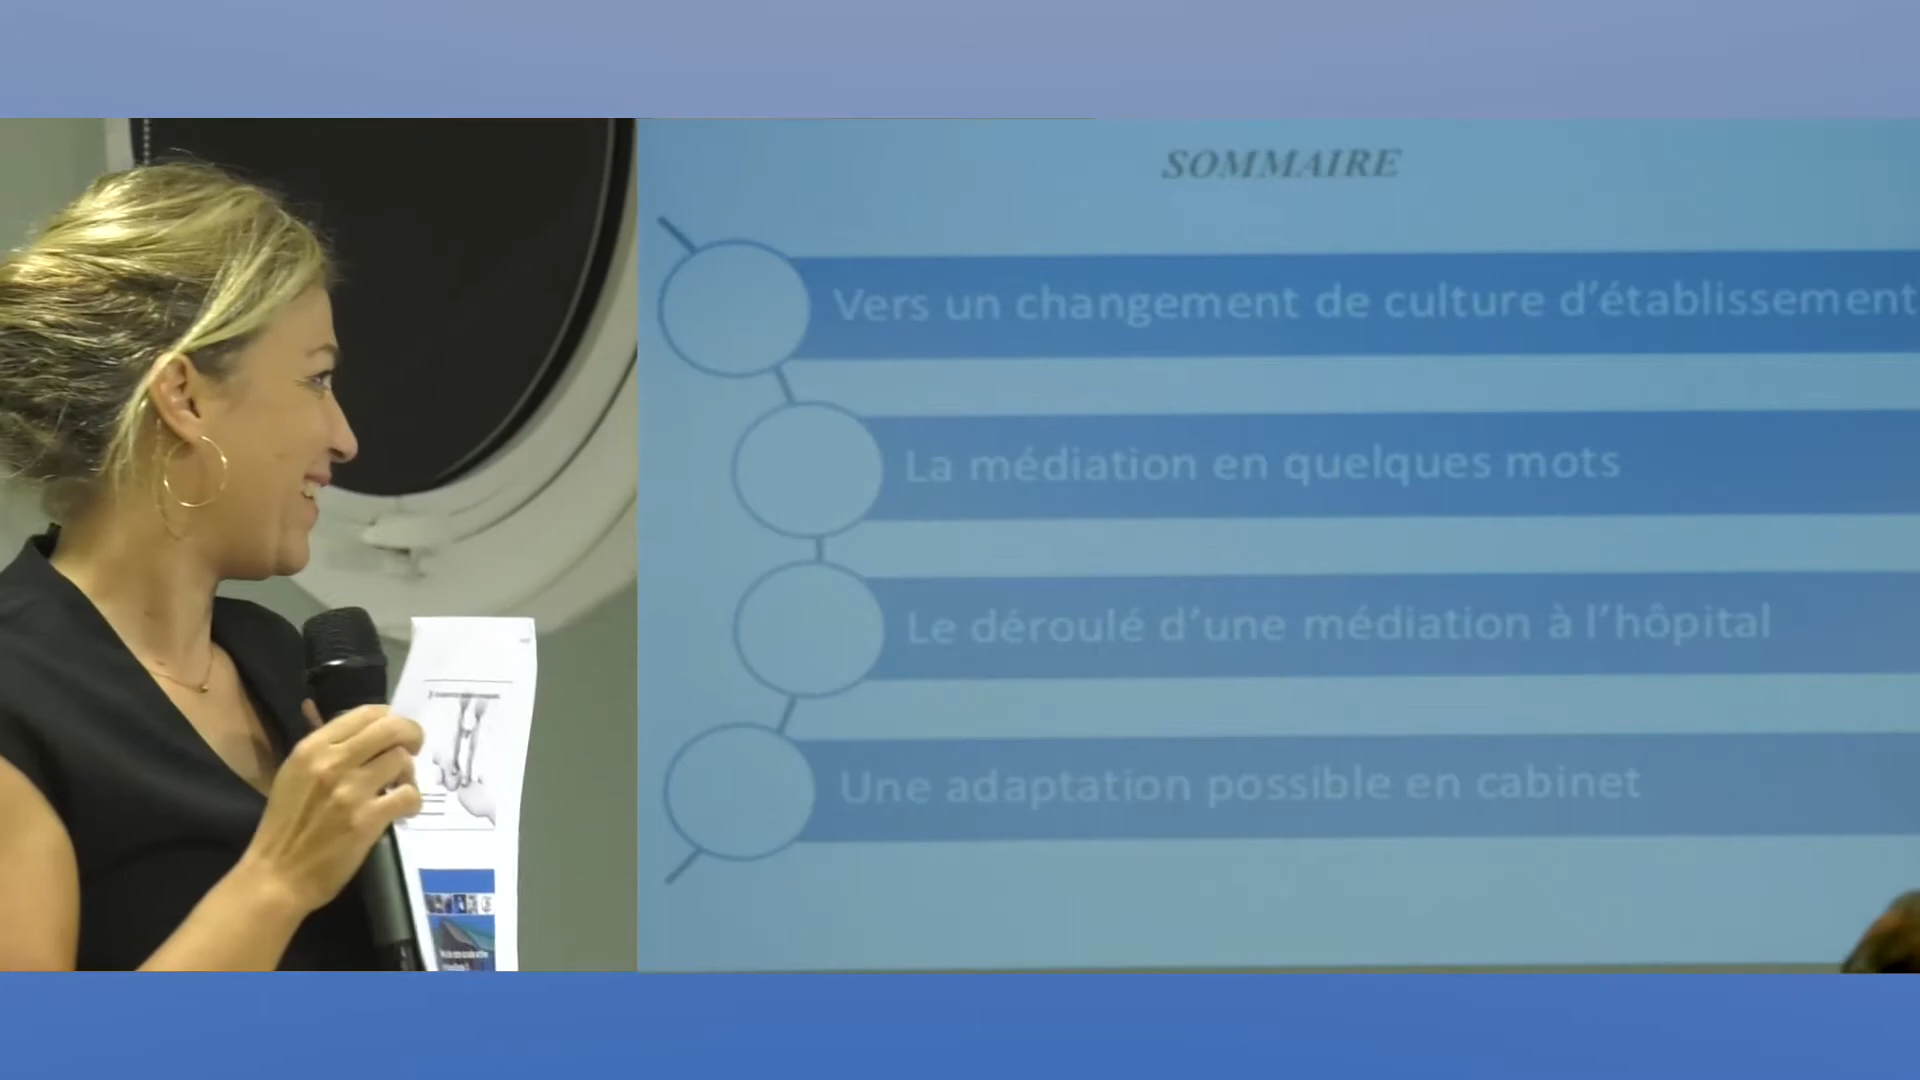 SOMMAIRE
Vers un changement de culture d’établissement
La médiation en quelques mots
Le déroulé d’une médiation à l’hôpital
Une adaptation possible en cabinet